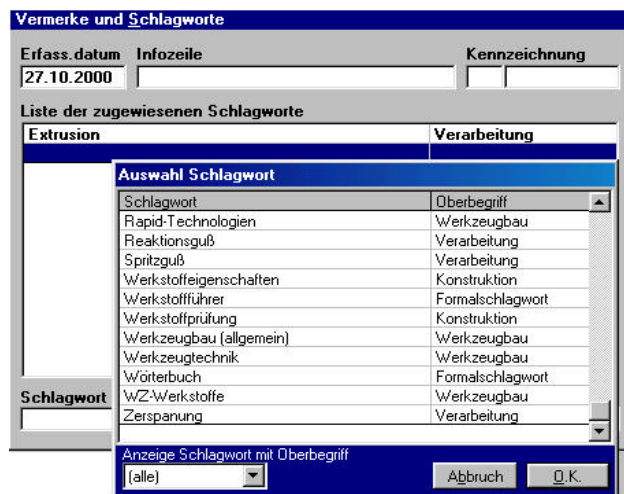 Vermerke und Schlagworte
Erfass.datum Infozeile Kennzeichnung
27.10.2000
Liste der zugewiesenen Schlagworte
Extrusion Verarbeitung
Auswahl Schlagwort
Schlagwort Oberbegriff
Rapid-Technologien Werkzeugbau
Reaktionsguß Verarbeitung
Spritzguß Verarbeitung
Werkstoffeigenschaften Konstruktion
Werkstofführer Formalschlagwort
Werkstoffprüfung Konstruktion
Werkzeugbau (allgemein) Werkzeugbau
Werkzeugtechnik Werkzeugbau
Wörterbuch Formalschlagwort
WZ-Werkstoffe Werkzeugbau
Zerspanung Verarbeitung
Schlagwort
Anzeige Schlagwort mit Oberbegriff
(alle) Abbruch O.K.